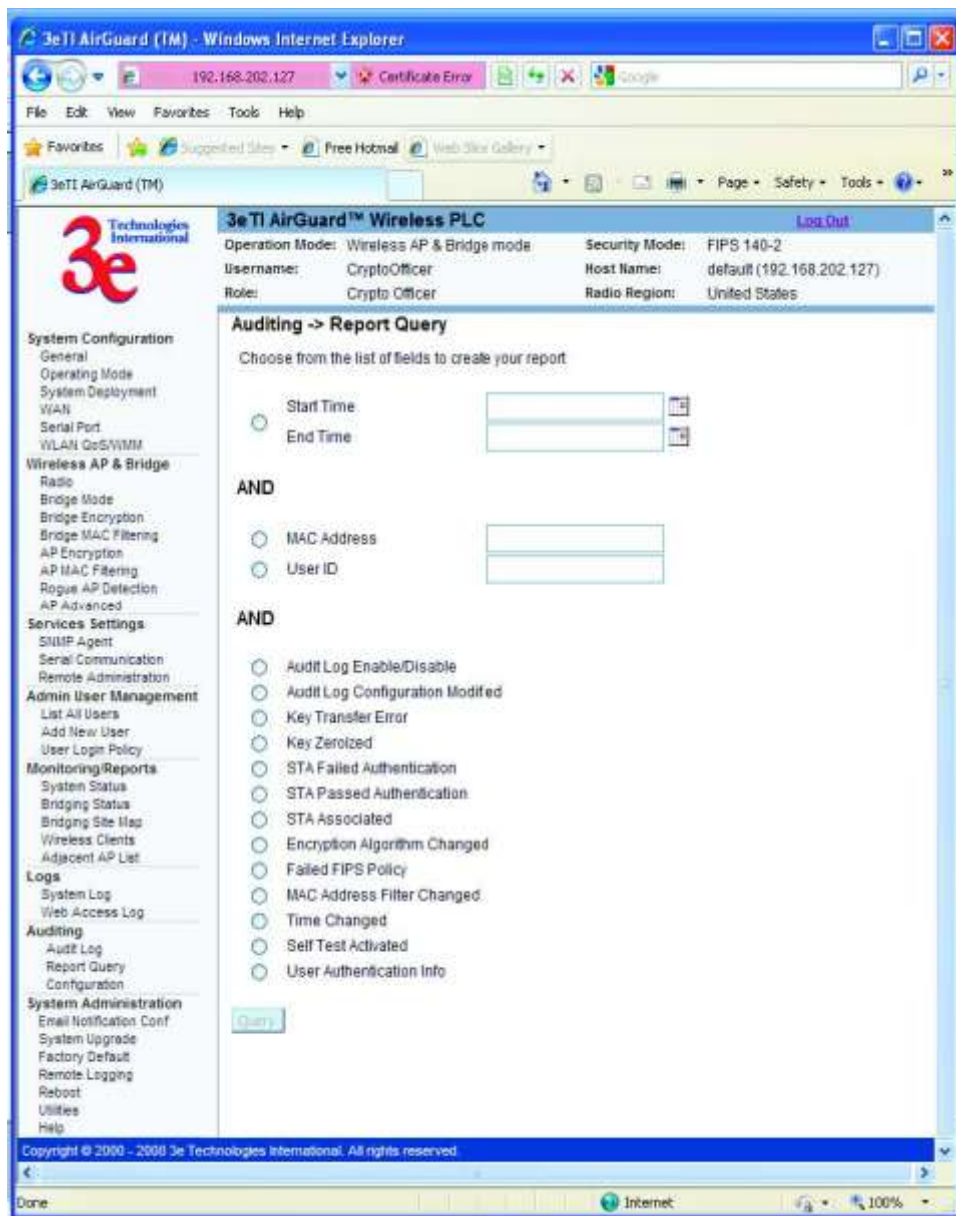 3eTI AirGuard (TM) - Windows Internet Explorer
192.168.202.127
Certificate Error
Google
File Edit View Favorites Tools Help
Favorites
Suggested Sites
Free Hotmail
Web Slice Gallery
3eTI AirGuard (TM)
Page
Safety
Tools
3e
Technologies
International
3eTI AirGuard™ Wireless PLC
Log Out
Operation Mode: Wireless AP & Bridge mode
Security Mode: FIPS 140-2
Username: CryptoOfficer
Host Name: default (192.168.202.127)
Role: Crypto Officer
Radio Region: United States
System Configuration
General
Operating Mode
System Deployment
WAN
Serial Port
WLAN QoS/WMM
Wireless AP & Bridge
Radio
Bridge Mode
Bridge Encryption
Bridge MAC Filtering
AP Encryption
AP MAC Filtering
Rogue AP Detection
AP Advanced
Services Settings
SNMP Agent
Serial Communication
Remote Administration
Admin User Management
List All Users
Add New User
User Login Policy
Monitoring/Reports
System Status
Bridging Status
Bridging Site Map
Wireless Clients
Adjacent AP List
Logs
System Log
Web Access Log
Auditing
Audit Log
Report Query
Configuration
System Administration
Email Notification Conf
System Upgrade
Factory Default
Remote Logging
Reboot
Utilities
Help
Auditing -> Report Query
Choose from the list of fields to create your report
Start Time
End Time
AND
MAC Address
User ID
AND
Audit Log Enable/Disable
Audit Log Configuration Modified
Key Transfer Error
Key Zeroized
STA Failed Authentication
STA Passed Authentication
STA Associated
Encryption Algorithm Changed
Failed FIPS Policy
MAC Address Filter Changed
Time Changed
Self Test Activated
User Authentication Info
Query
Copyright © 2000 - 2008 3e Technologies International. All rights reserved.
Done
Internet
100%